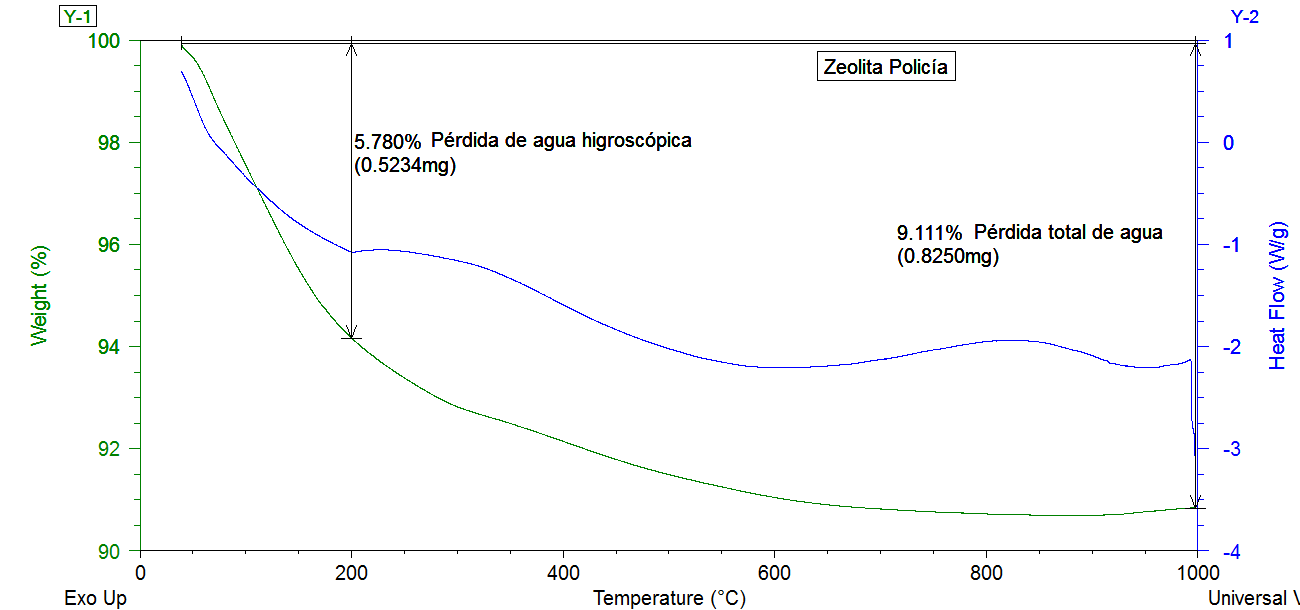 Y-1
Y-2
100
1
Zeolita Policía
5.780% Pérdida de agua higroscópica
(0.5234mg)
98
0
9.111% Pérdida total de agua
(0.8250mg)
96
-1
Weight (%)
Heat Flow (W/g)
94
-2
92
-3
90
-4
0
200
400
600
800
1000
Exo Up
Temperature (°C)
Universal \